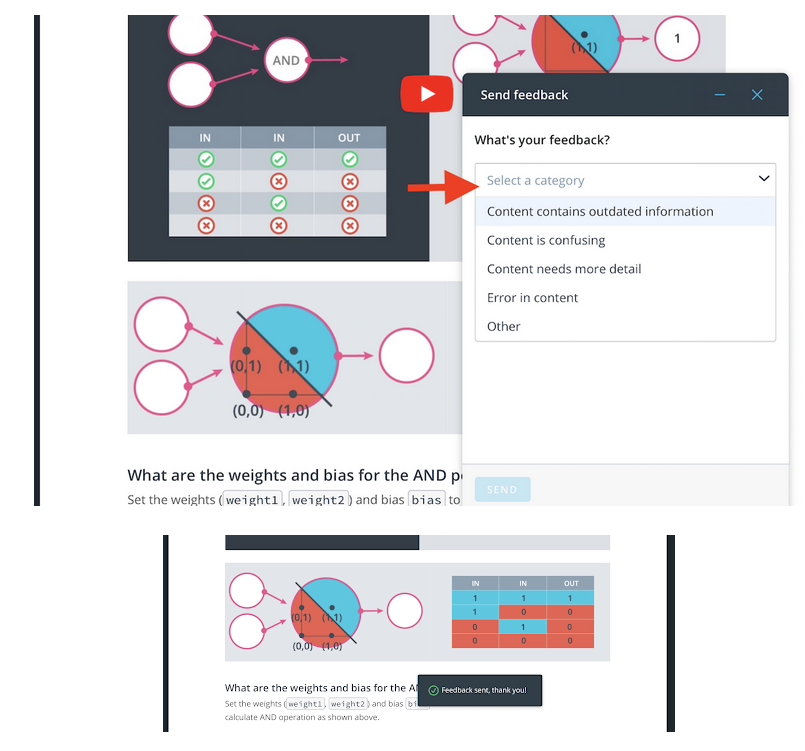 AND
(1,1)
1
Send feedback
What's your feedback?
IN IN OUT
Select a category
Content contains outdated information
Content is confusing
Content needs more detail
Error in content
Other
(0,1) (1,1)
(0,0) (1,0)
What are the weights and bias for the AND p
Set the weights (weight1, weight2) and bias bias to
SEND
IN IN OUT
1 1 1
1 0 0
0 1 0
0 0 0
(0,1) (1,1)
(0,0) (1,0)
What are the weights and bias for the A
Feedback sent, thank you!
Set the weights (weight1, weight2) and bias bi
calculate AND operation as shown above.